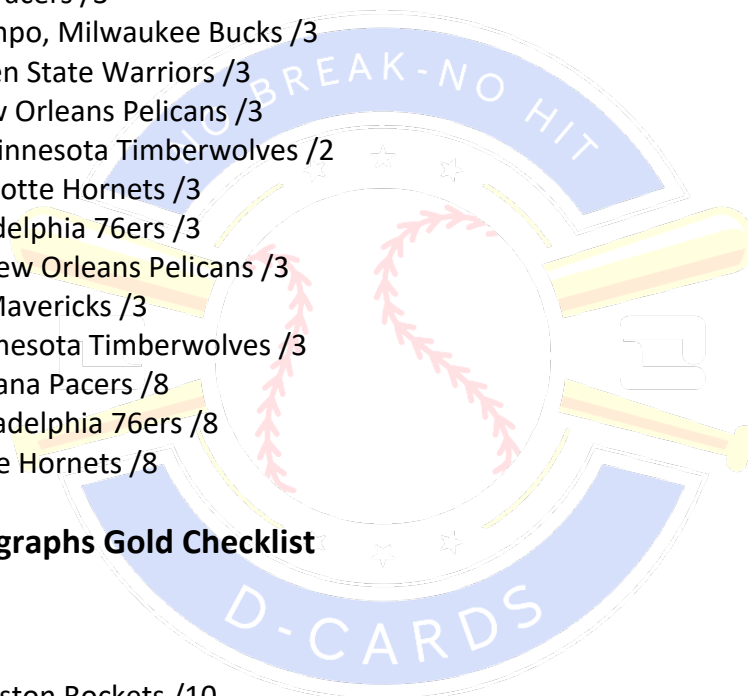 acers /3
npo, Milwaukee Bucks /3
en State Warriors /3
w Orleans Pelicans /3
innesota Timberwolves /2
otte Hornets /3
delphia 76ers /3
ew Orleans Pelicans /3
Mavericks /3
nesota Timberwolves /3
ana Pacers /8
adelphia 76ers /8
e Hornets /8
graphs Gold Checklist
ston Rockets /10
NO BREAK-NO HIT
D-CARDS